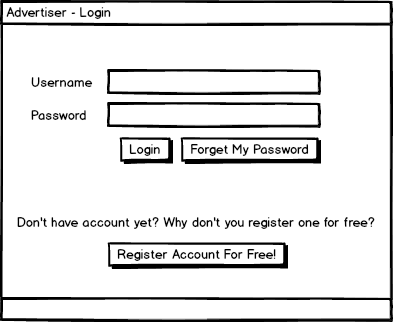 Advertiser - Login
Username
Password
Login Forget My Password
Don't have account yet? Why don't you register one for free?
Register Account For Free!